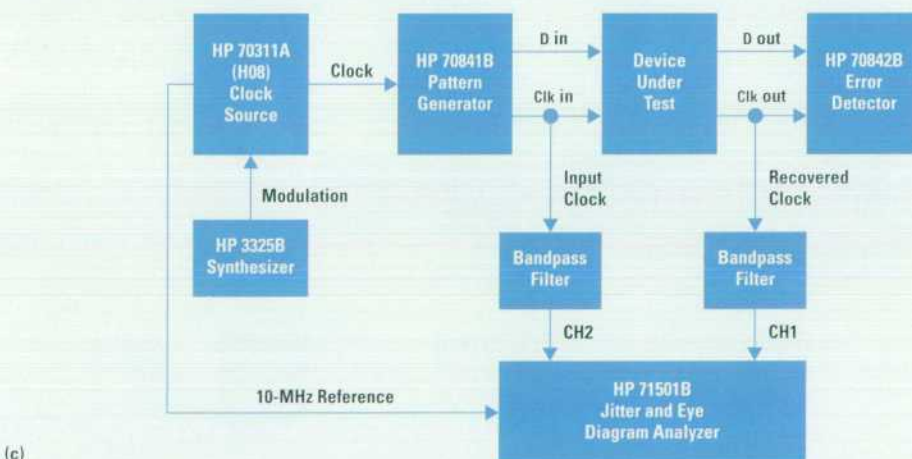 HP 70311A
(H08)
Clock
Source
Clock
HP 70841B
Pattern
Generator
D in
Clk in
Device
Under
Test
D out
Clk out
HP 70842B
Error
Detector
Modulation
HP 3325B
Synthesizer
Input
Clock
Recovered
Clock
Bandpass
Filter
Bandpass
Filter
CH2
CH1
10-MHz Reference
HP 71501B
Jitter and Eye
Diagram Analyzer
(c)